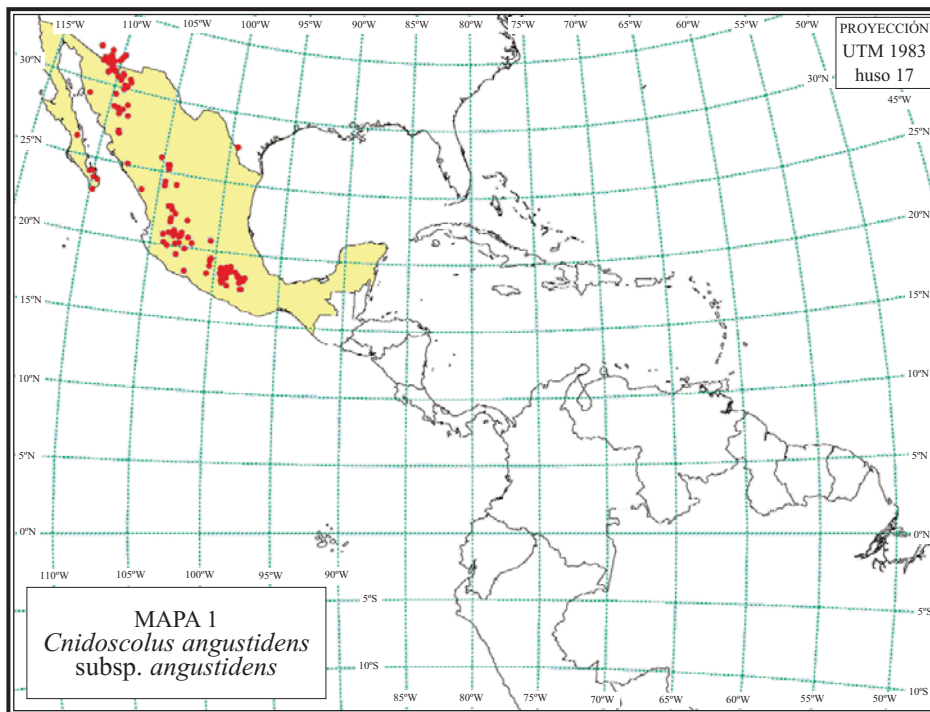 115ºW 110ºW 105ºW 100ºW 95ºW 90ºW 85ºW 80ºW 75ºW 70ºW 65ºW 60ºW 55ºW 50ºW
PROYECCIÓN
UTM 1983
huso 17
30ºN 30ºN
45ºW
25ºN 25ºN
20ºN 20ºN
15ºN 15ºN
10ºN 10ºN
5ºN 5ºN
0ºN 0ºN
110ºW 105ºW 100ºW 95ºW 90ºW
5ºS 5ºS
MAPA 1
Cnidoscolus angustidens
subsp. angustidens
10ºS 10ºS
85ºW 80ºW 75ºW 70ºW 65ºW 60ºW 55ºW 50ºW